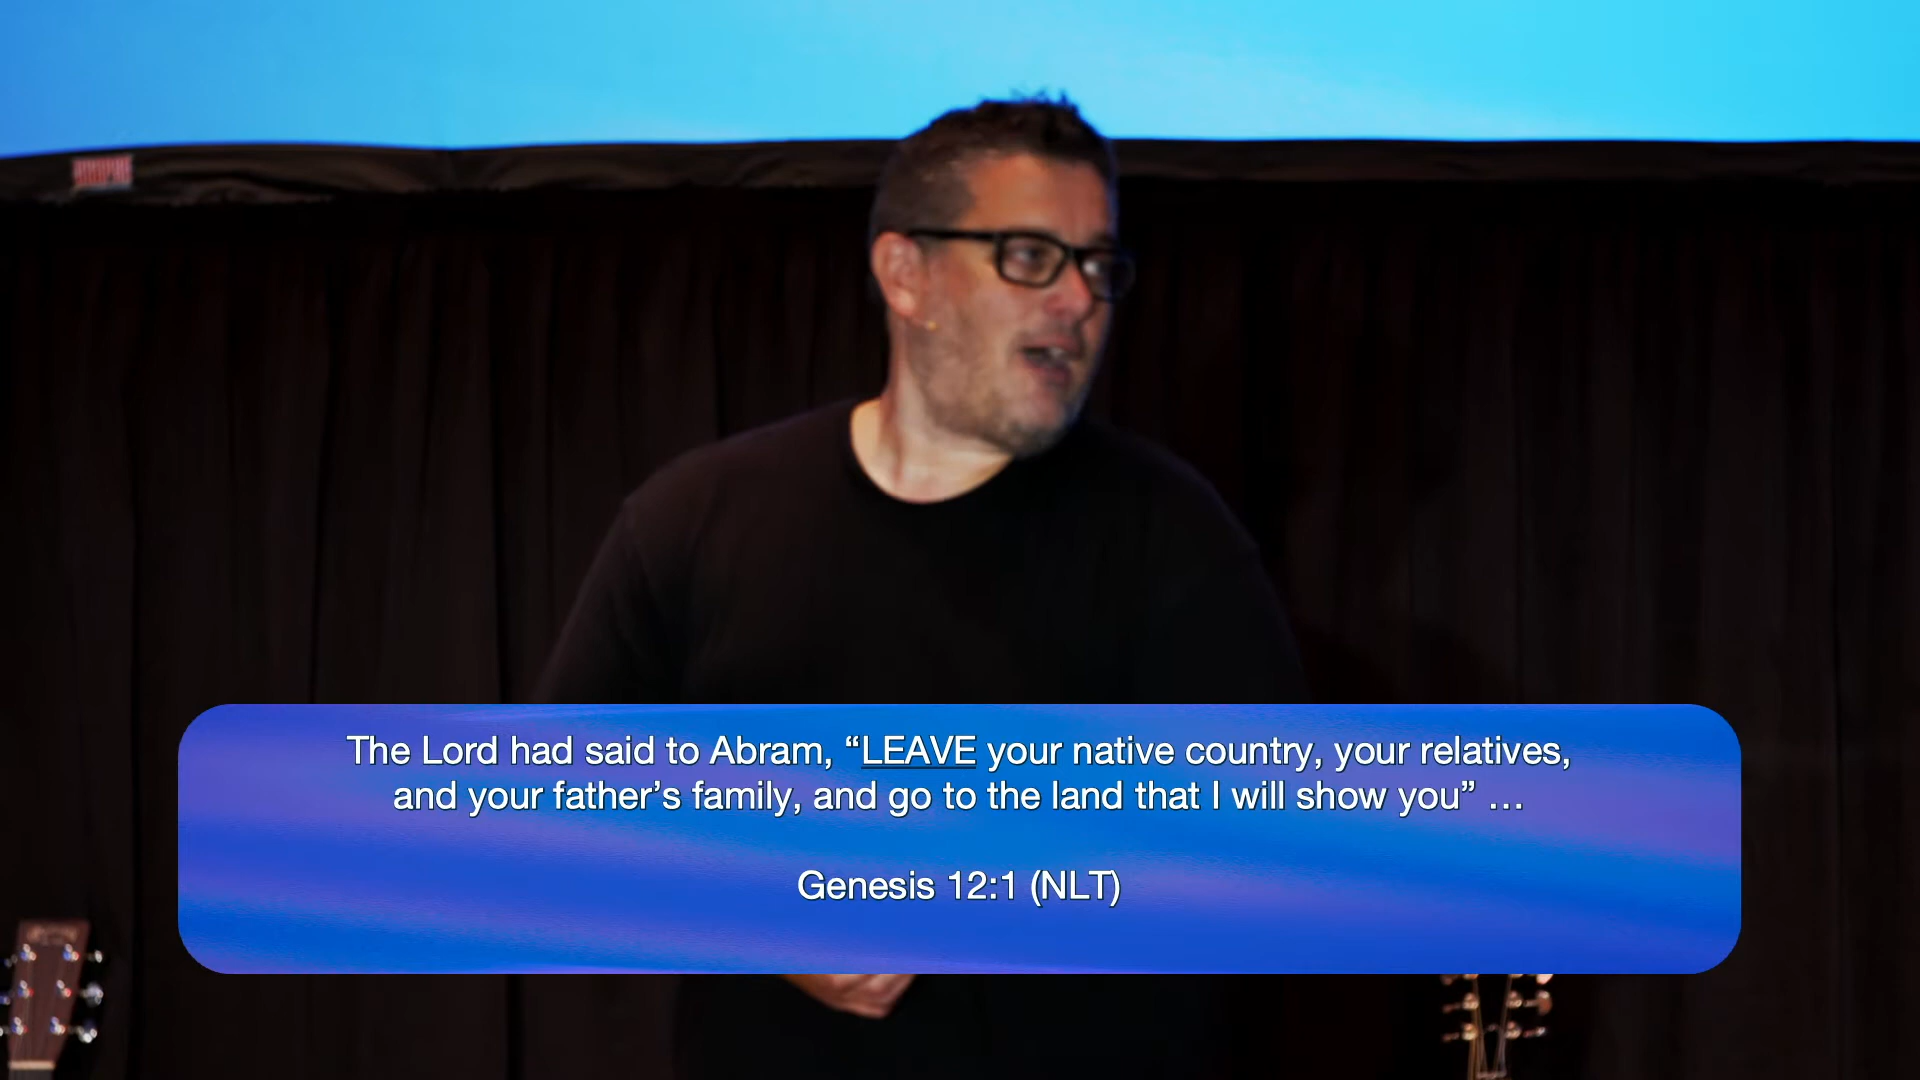 The Lord had said to Abram, “LEAVE your native country, your relatives,
and your father’s family, and go to the land that I will show you” …
Genesis 12:1 (NLT)